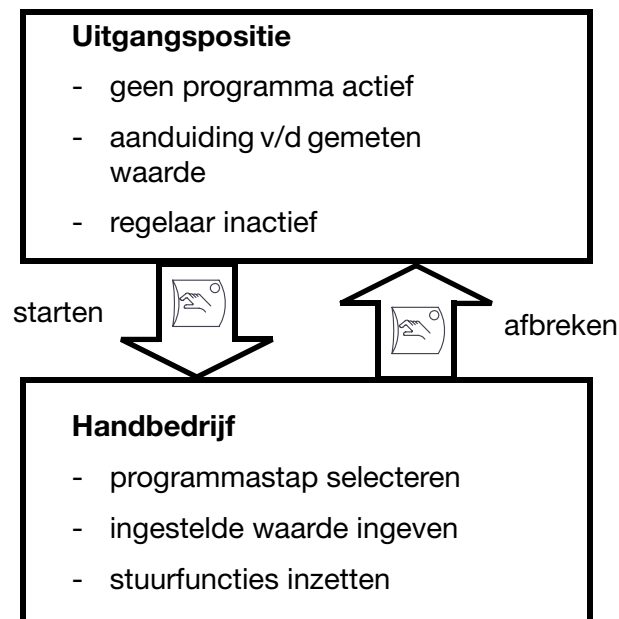 Uitgangspositie
- geen programma actief
- aanduiding v/d gemeten
waarde
- regelaar inactief
starten
afbreken
Handbedrijf
- programmastap selecteren
- ingestelde waarde ingeven
- stuurfuncties inzetten